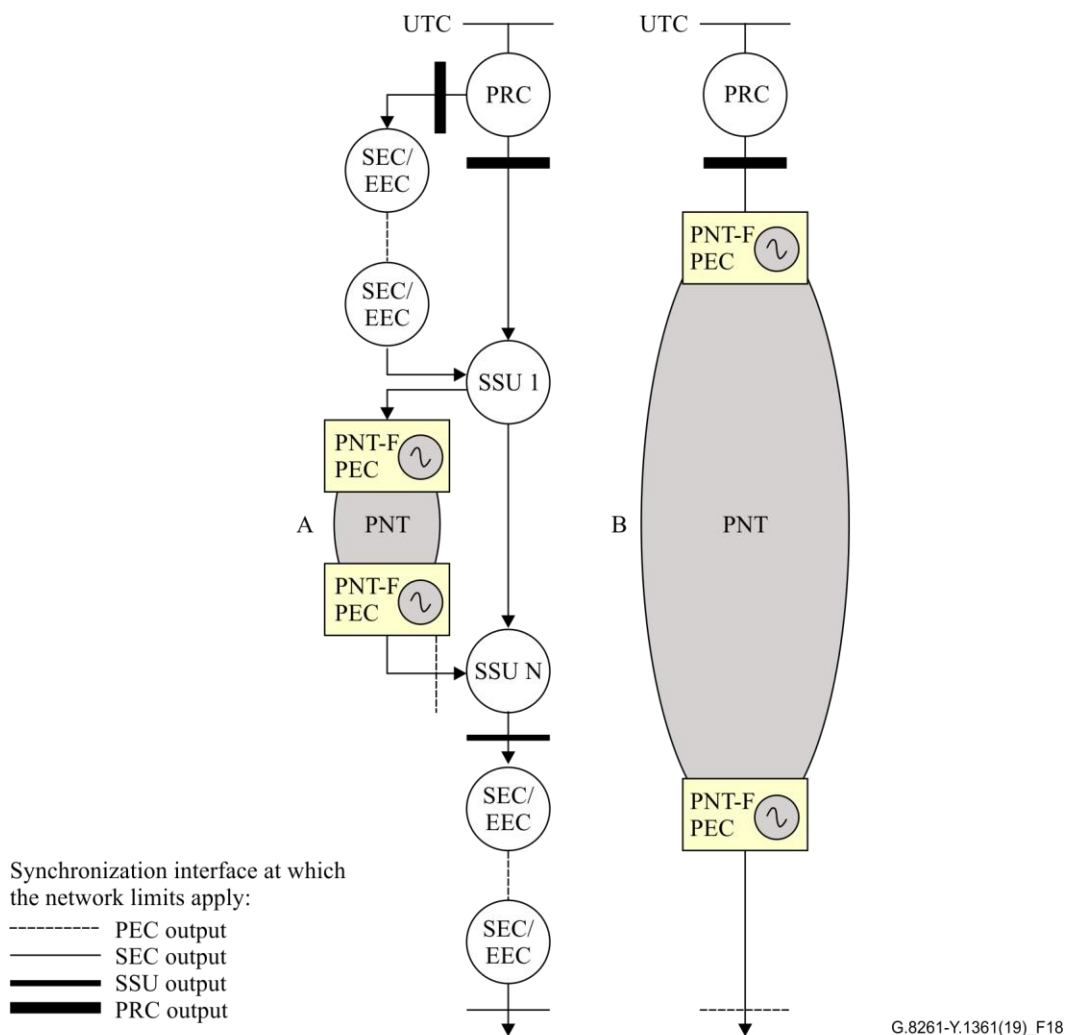 UTC
PRC
SEC/
EEC
SEC/
EEC
SSU 1
PNT-F
PEC
A
PNT
PNT-F
PEC
SSU N
SEC/
EEC
SEC/
EEC
UTC
PRC
PNT-F
PEC
B
PNT
PNT-F
PEC
Synchronization interface at which
the network limits apply:
PEC output
SEC output
SSU output
PRC output
G.8261-Y.1361(19)_F18